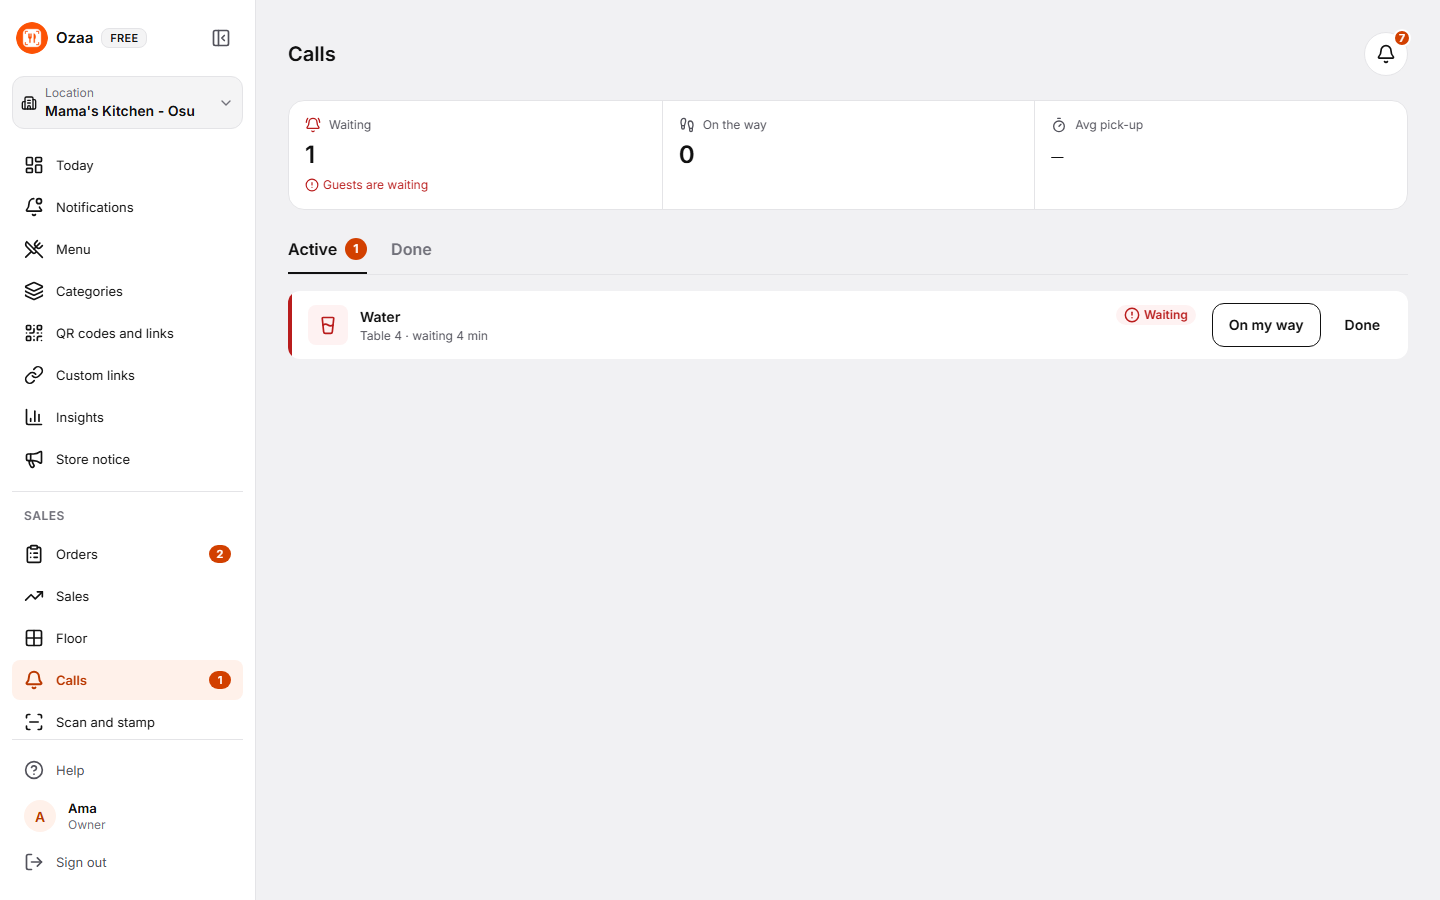 Ozaa FREE
Location
Mama's Kitchen - Osu
Today
Notifications
Menu
Categories
QR codes and links
Custom links
Insights
Store notice
SALES
Orders 2
Sales
Floor
Calls 1
Scan and stamp
Help
A
Ama
Owner
Sign out
Calls
7
Waiting
1
Guests are waiting
On the way
0
Avg pick-up
–
Active 1 Done
Water
Table 4 · waiting 4 min
Waiting
On my way
Done